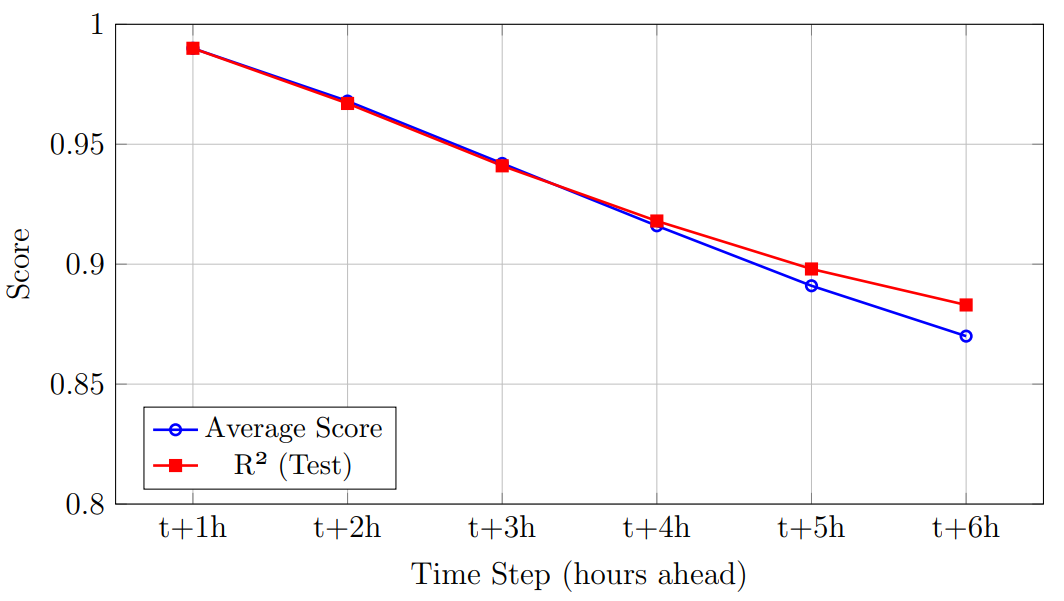 1
0.95
0.9
0.85
0.8
Score
Average Score
R² (Test)
t+1h t+2h t+3h t+4h t+5h t+6h
Time Step (hours ahead)